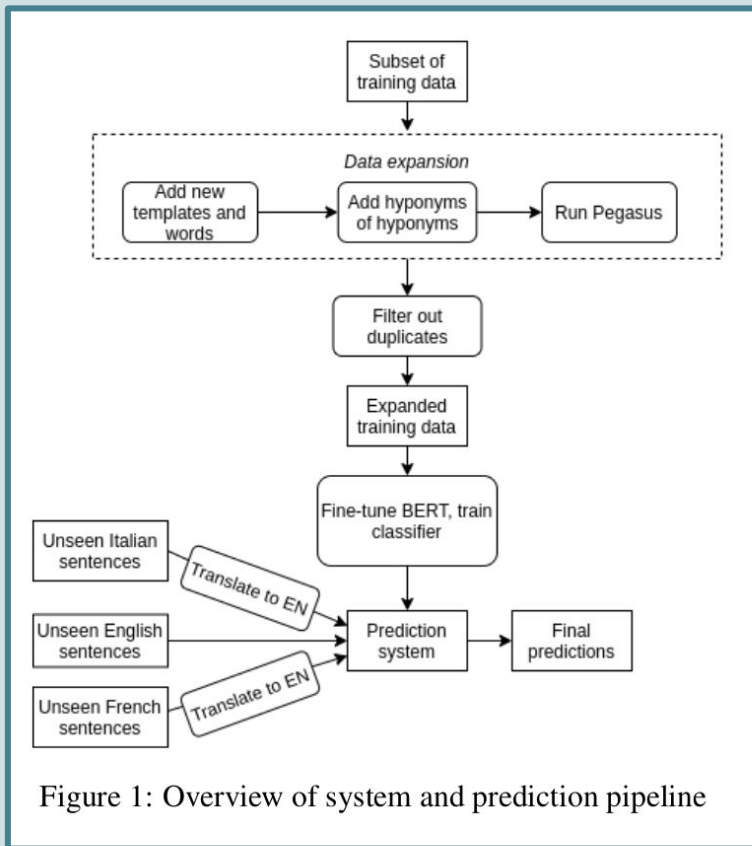 Subset of
training data
Data expansion
Add new
templates and
words
Add hyponyms
of hyponyms
Run Pegasus
Filter out
duplicates
Expanded
training data
Fine-tune BERT, train
classifier
Unseen Italian
sentences
Translate to EN
Unseen English
sentences
Prediction
system
Final
predictions
Unseen French
sentences
Translate to EN
Figure 1: Overview of system and prediction pipeline